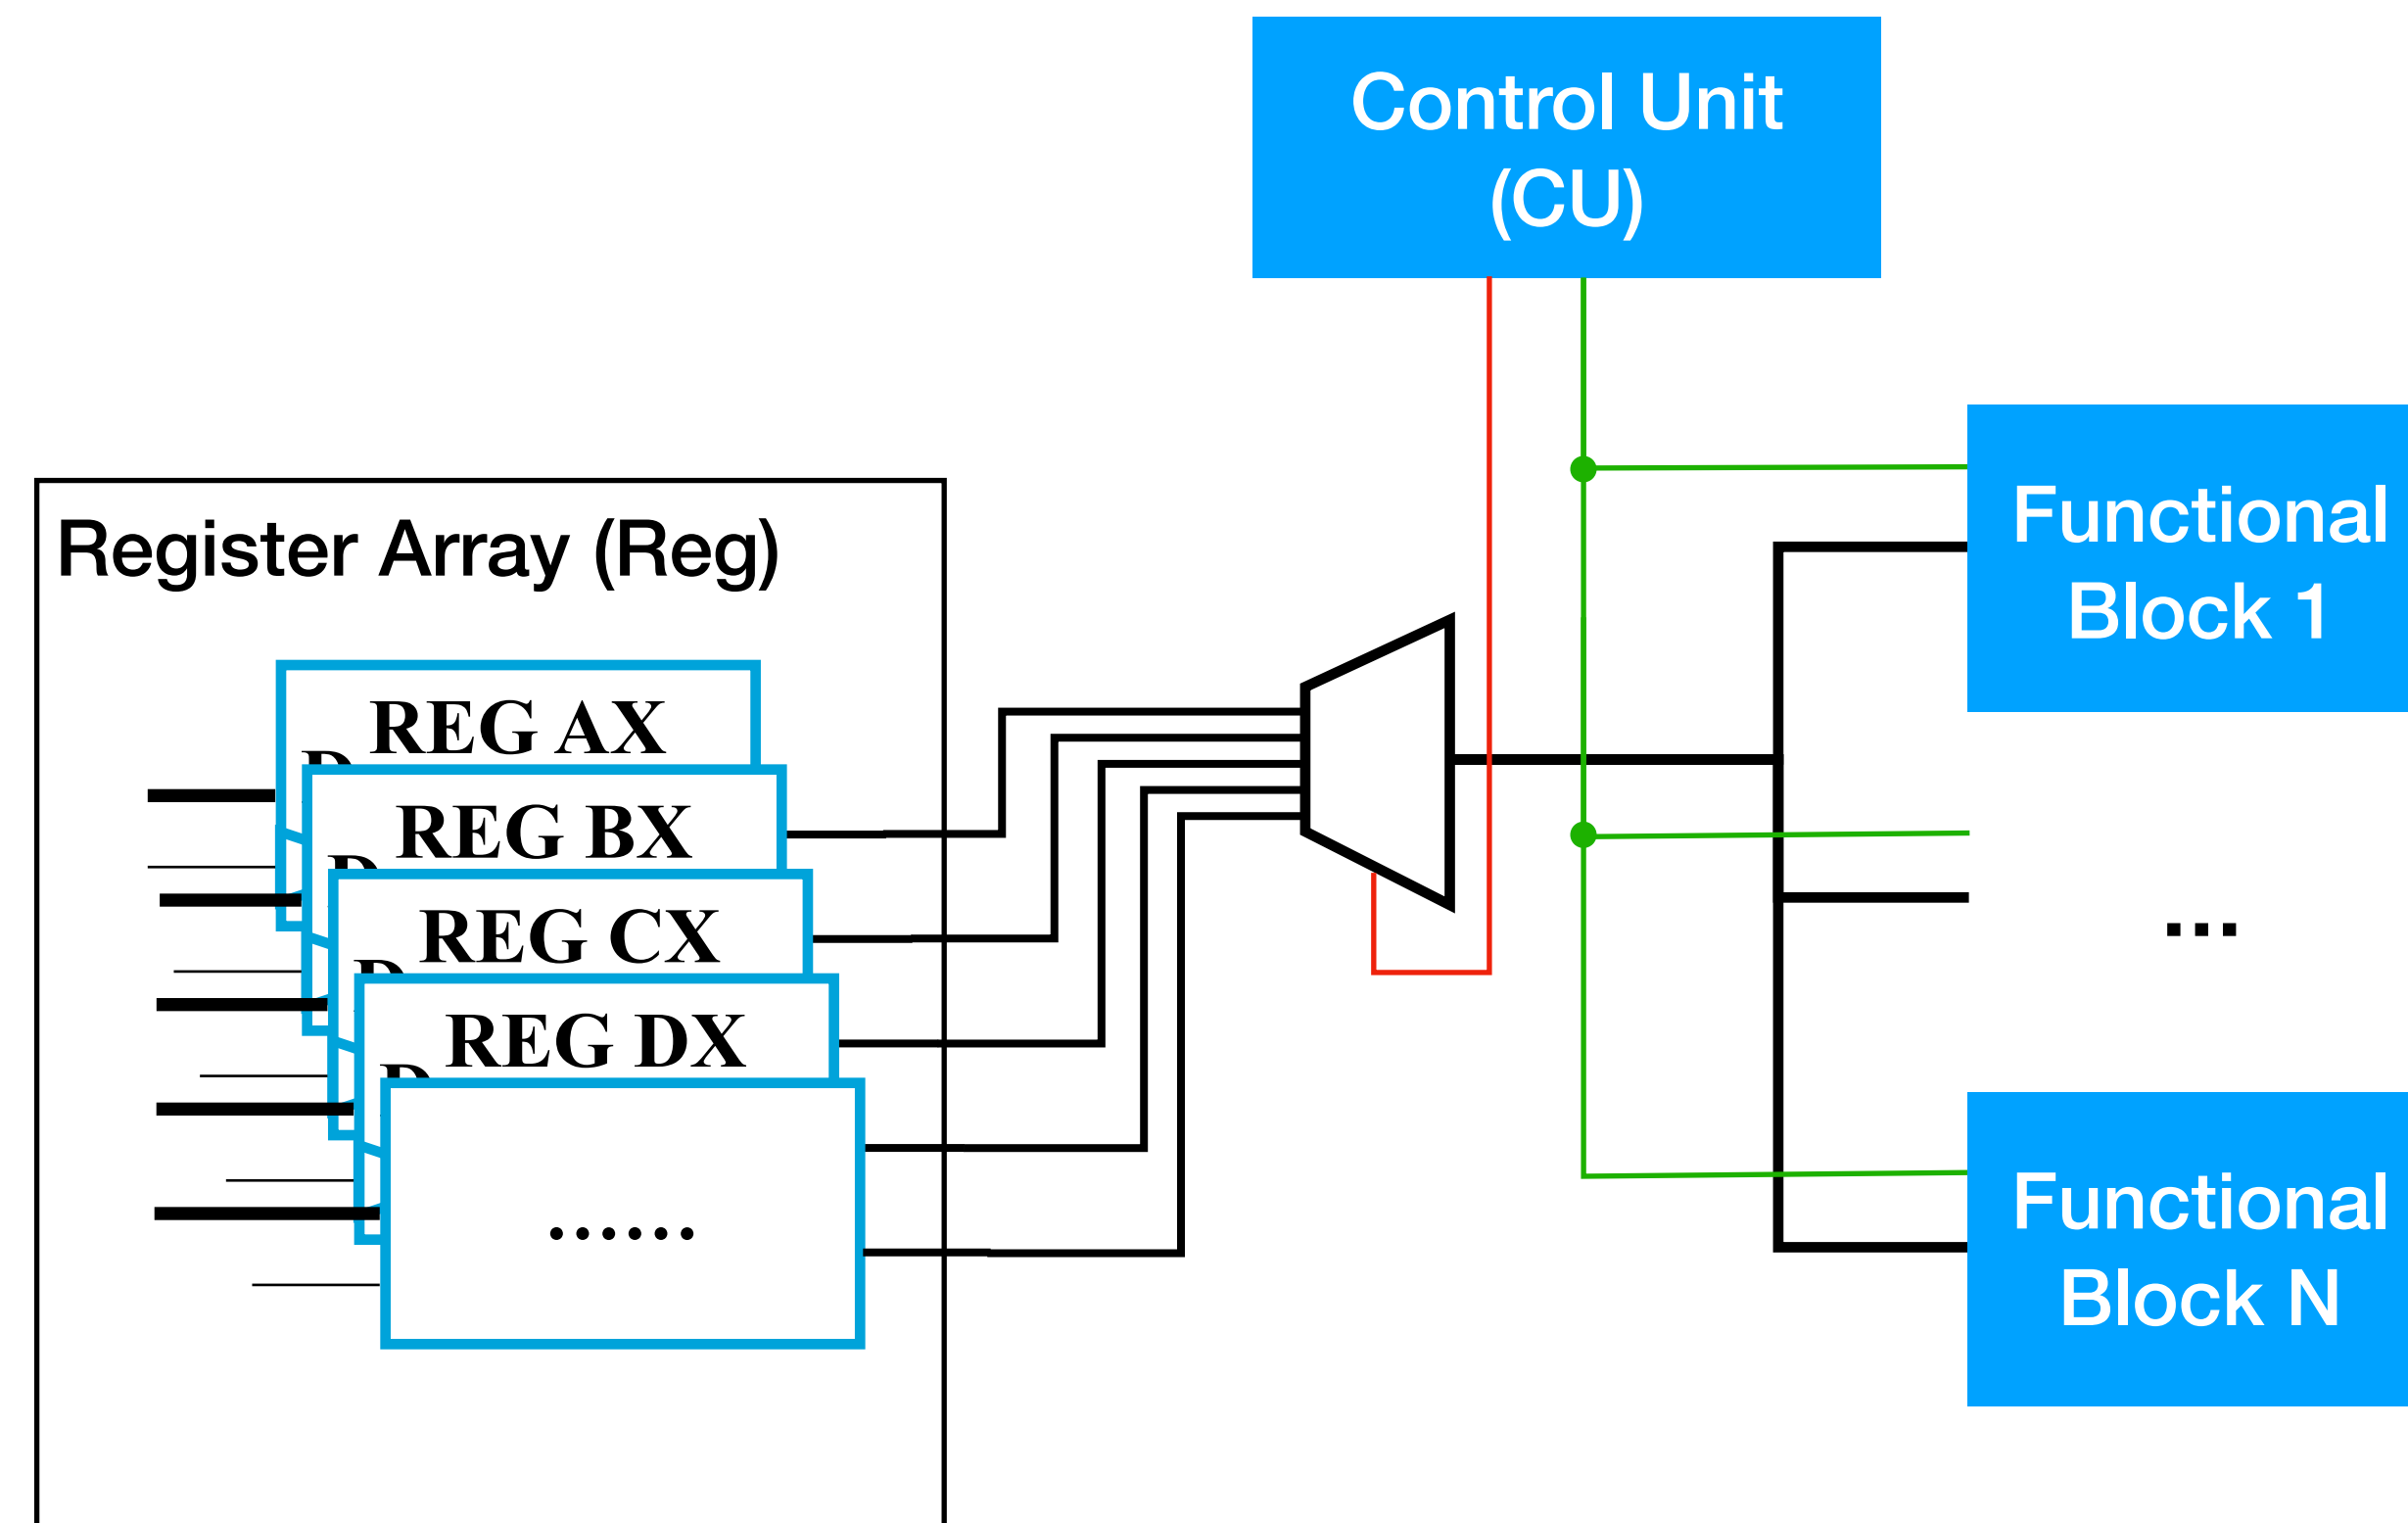 Control Unit
(CU)
Register Array (Reg)
Functional
Block 1
REG AX
REG BX
REG CX
...
REG DX
......
Functional
Block N